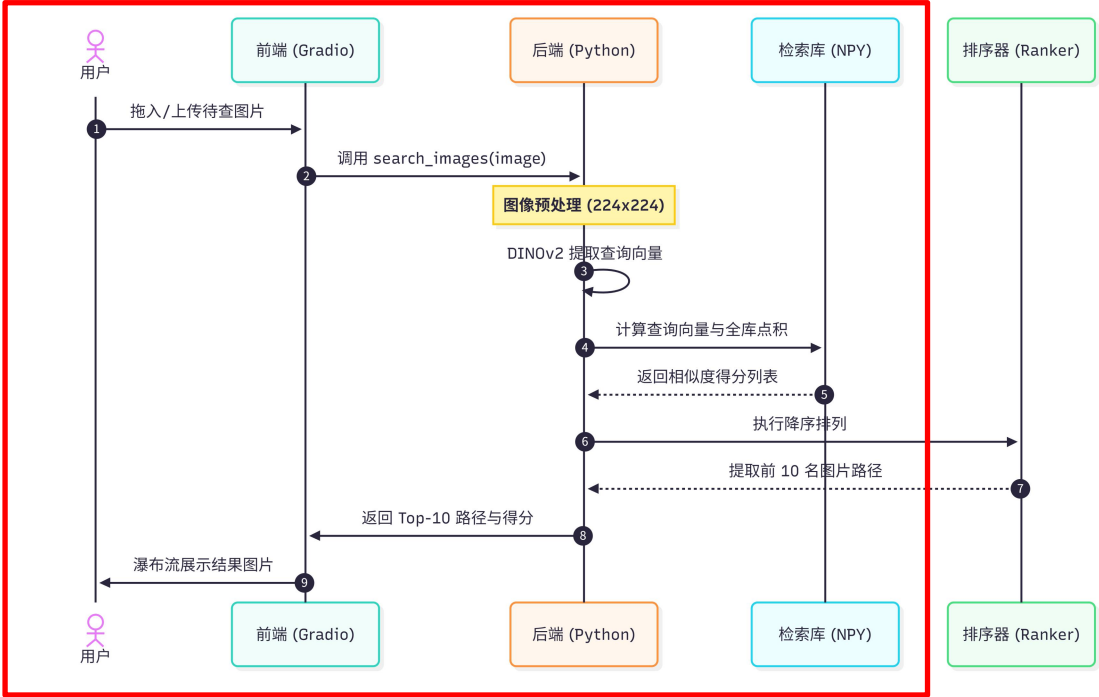 用户
前端 (Gradio)
后端 (Python)
检索库 (NPY)
排序器 (Ranker)
拖入/上传待查图片
1
调用 search_images(image)
2
图像预处理 (224x224)
DINOv2 提取查询向量
3
计算查询向量与全库点积
4
返回相似度得分列表
5
执行降序排列
6
提取前 10 名图片路径
7
返回 Top-10 路径与得分
8
瀑布流展示结果图片
9
用户
前端 (Gradio)
后端 (Python)
检索库 (NPY)
排序器 (Ranker)